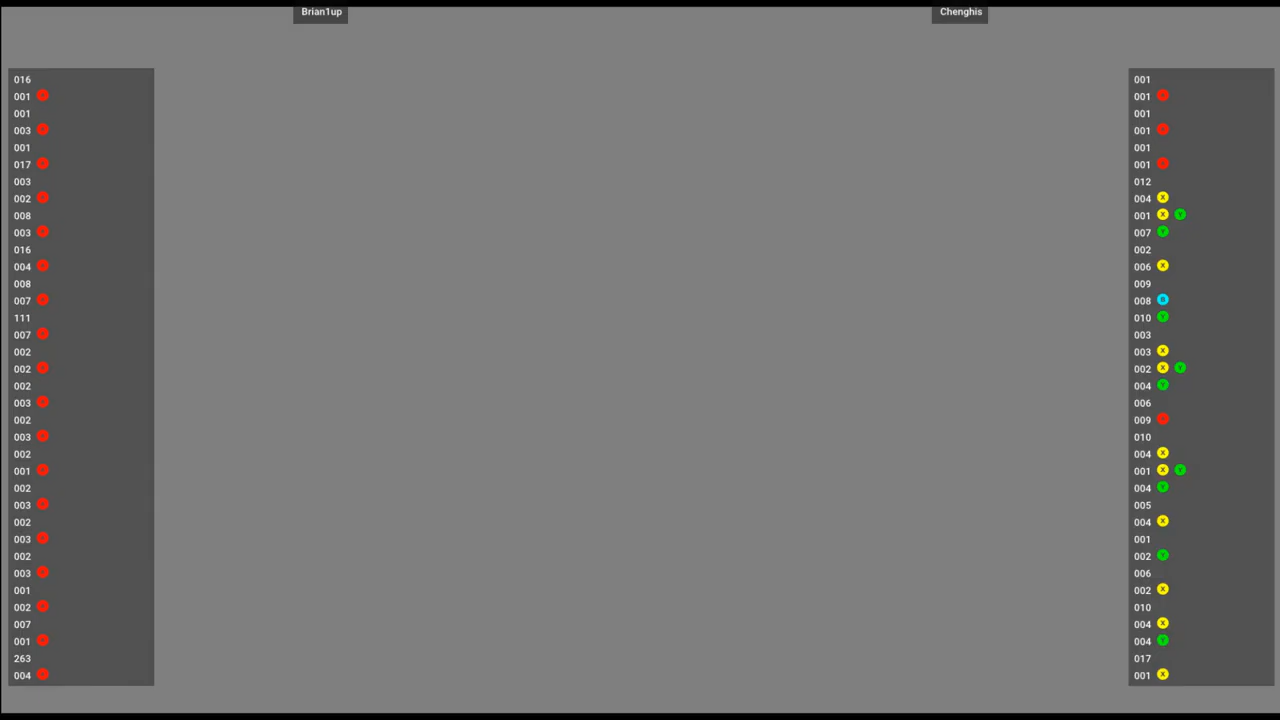 Brian1up
Chenghis
016
001
001
003
001
017
003
002
008
003
016
004
008
007
111
007
002
002
002
003
002
003
002
001
002
003
002
003
002
003
001
002
007
001
263
004
001
001
001
001
001
001
012
004 X
001 X Y
007 Y
002
006 X
009
008
010 Y
003
003 X
002 X Y
004 Y
006
009
010
004 X
001 X Y
004 Y
005
004 X
001
002 Y
006
002 X
010
004 X
004 Y
017
001 X